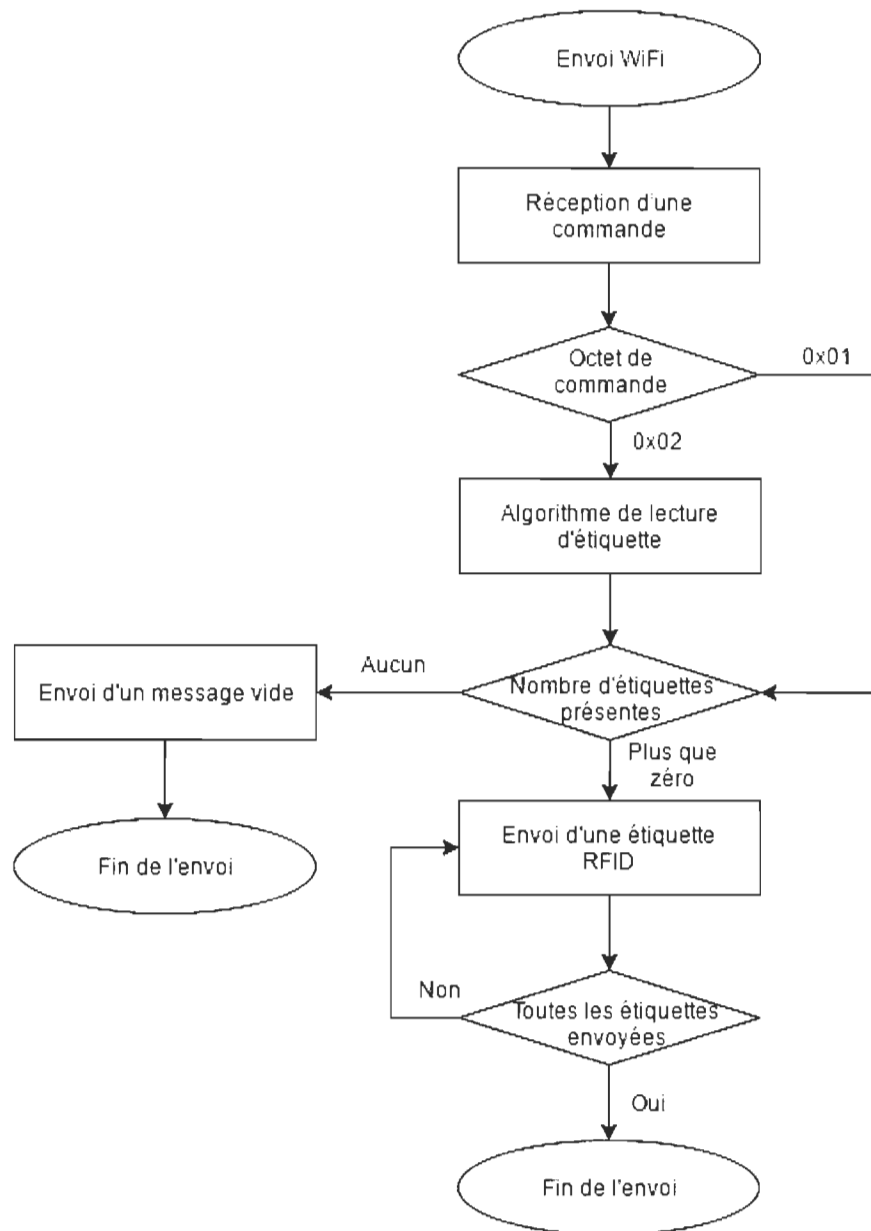 Envoi WiFi
Réception d'une
commande
Octet de
commande
0x01
0x02
Algorithme de lecture
d'étiquette
Aucun
Envoi d'un message vide
Nombre d'étiquettes
présentes
Plus que
zéro
Fin de l'envoi
Envoi d'une étiquette
RFID
Non
Toutes les étiquettes
envoyées
Oui
Fin de l'envoi